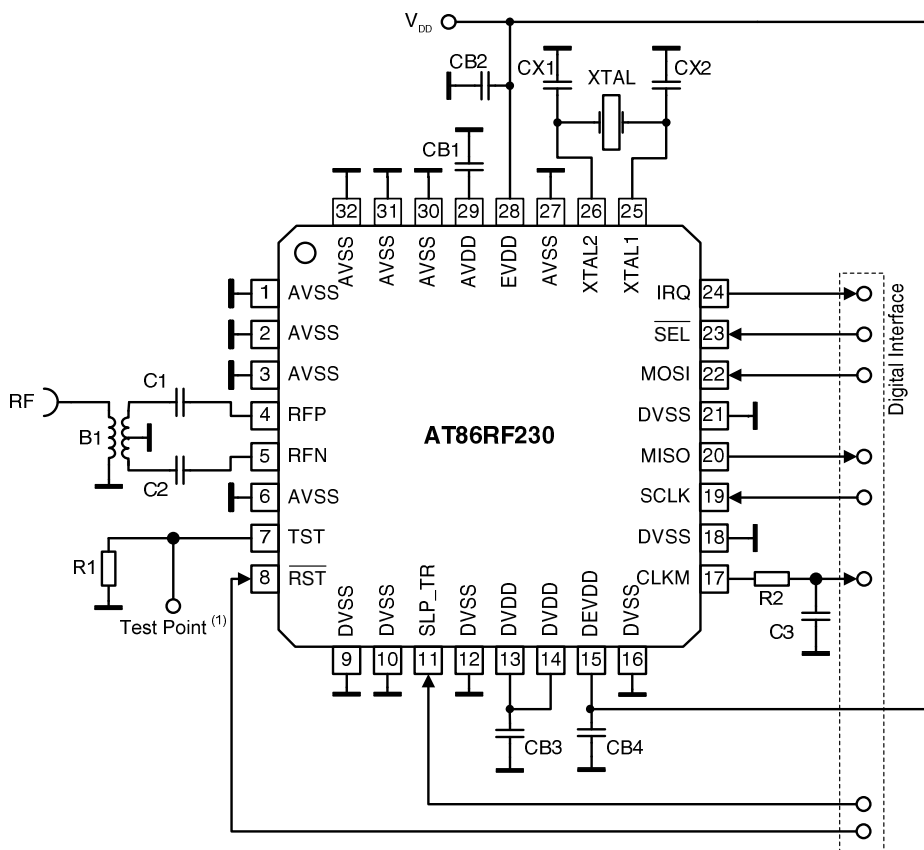 VDD
CB2
CX1
XTAL
CX2
CB1
32 31 30 29 28 27 26 25
AVSS AVSS AVSS AVDD EVDD AVSS XTAL2 XTAL1
1 AVSS
2 AVSS
3 AVSS
RF
C1
4 RFP
B1
5 RFN
C2
6 AVSS
7 TST
R1
8 RST
Test Point (1)
AT86RF230
IRQ 24
SEL 23
MOSI 22
DVSS 21
MISO 20
SCLK 19
DVSS 18
CLKM 17
R2
C3
Digital Interface
DVSS DVSS SLP_TR DVSS DVDD DVDD DEVDD DVSS
9 10 11 12 13 14 15 16
CB3
CB4